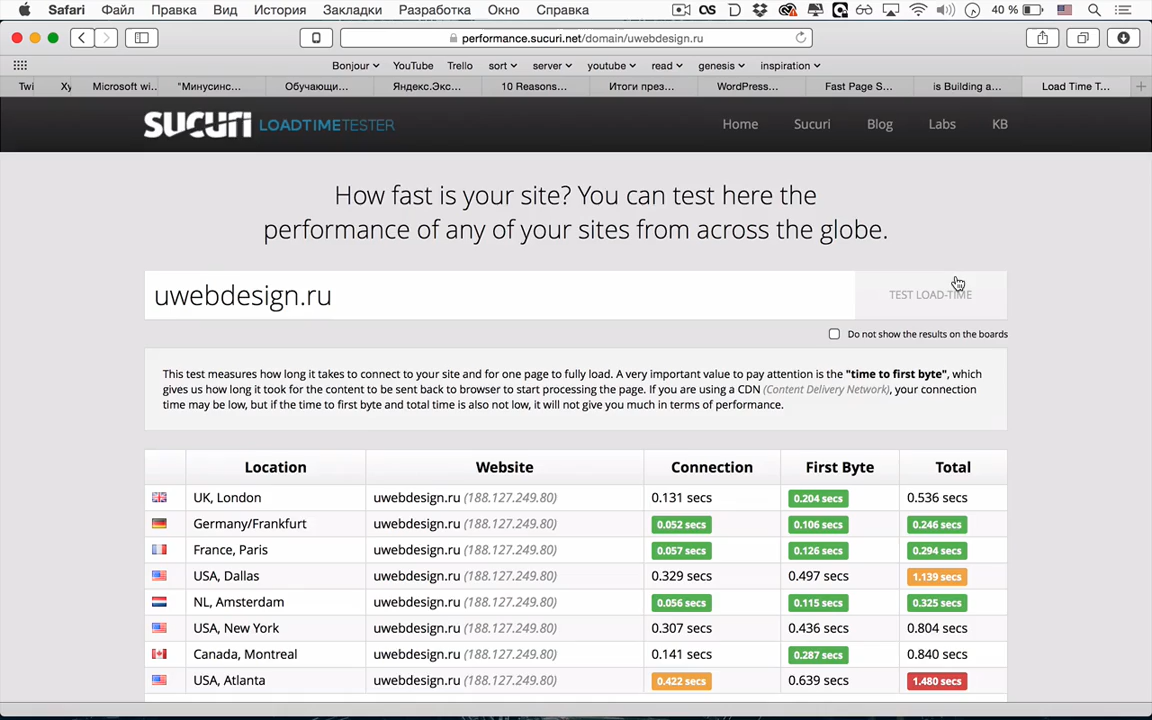 Safari Файл Правка Вид История Закладки Разработка Окно Справка 40 %
performance.sucuri.net/domain/uwebdesign.ru
Bonjour YouTube Trello sort server youtube read genesis inspiration
Twi Ху Microsoft wi... "Минусинс... Обучающи... Яндекс.Экс... 10 Reasons... Итоги през... WordPress... Fast Page S... is Building a... Load Time T...
SUCURI LOADTIMETESTER Home Sucuri Blog Labs KB
How fast is your site? You can test here the
performance of any of your sites from across the globe.
uwebdesign.ru TEST LOAD-TIME
Do not show the results on the boards
This test measures how long it takes to connect to your site and for one page to fully load. A very important value to pay attention is the "time to first byte", which
gives us how long it took for the content to be sent back to browser to start processing the page. If you are using a CDN (Content Delivery Network), your connection
time may be low, but if the time to first byte and total time is also not low, it will not give you much in terms of performance.
Location Website Connection First Byte Total
UK, London uwebdesign.ru (188.127.249.80) 0.131 secs 0.204 secs 0.536 secs
Germany/Frankfurt uwebdesign.ru (188.127.249.80) 0.052 secs 0.106 secs 0.246 secs
France, Paris uwebdesign.ru (188.127.249.80) 0.057 secs 0.126 secs 0.294 secs
USA, Dallas uwebdesign.ru (188.127.249.80) 0.329 secs 0.497 secs 1.139 secs
NL, Amsterdam uwebdesign.ru (188.127.249.80) 0.056 secs 0.115 secs 0.325 secs
USA, New York uwebdesign.ru (188.127.249.80) 0.307 secs 0.436 secs 0.804 secs
Canada, Montreal uwebdesign.ru (188.127.249.80) 0.141 secs 0.287 secs 0.840 secs
USA, Atlanta uwebdesign.ru (188.127.249.80) 0.422 secs 0.639 secs 1.480 secs